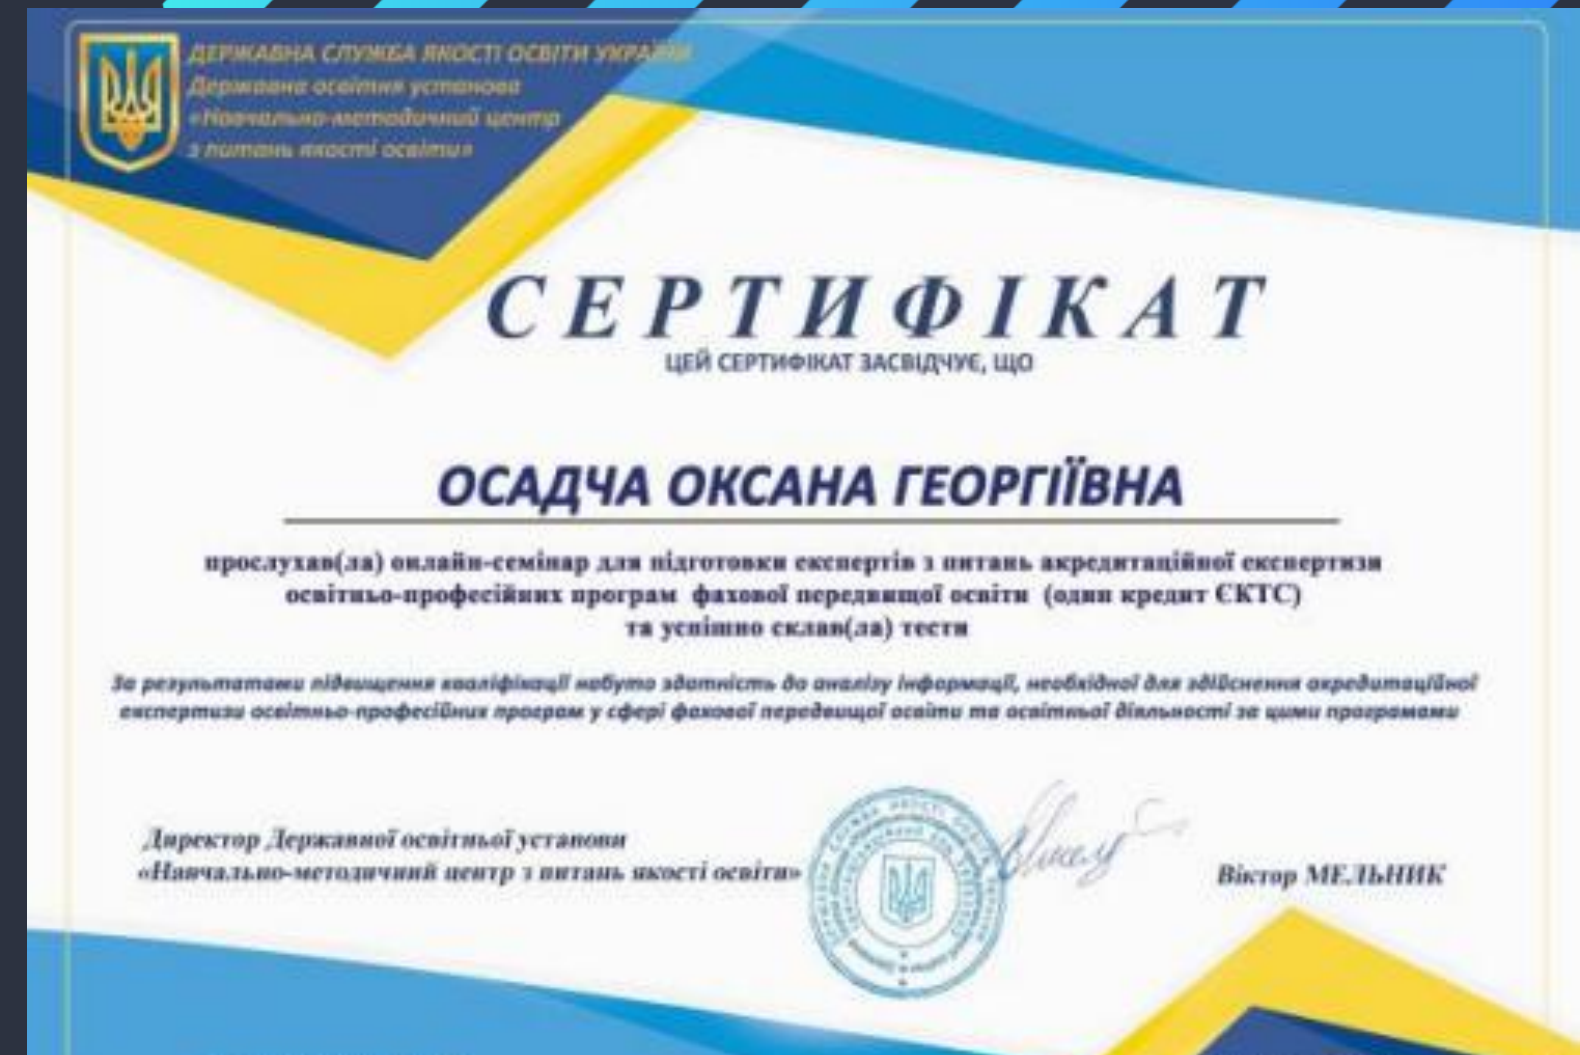 ДЕРЖАВНА СЛУЖБА ЯКОСТІ ОСВІТИ УКРАЇНИ
Державна освітня установа
«Навчально-методичний центр
з питань якості освіти»
СЕРТИФІКАТ
ЦЕЙ СЕРТИФІКАТ ЗАСВІДЧУЄ, ЩО
ОСАДЧА ОКСАНА ГЕОРГІЇВНА
прослухав(ла) онлайн-семінар для підготовки експертів з питань акредитаційної експертизи
освітньо-професійних програм фахової передвищої освіти (один кредит ЄКТС)
та успішно склав(ла) тести
За результатами підвищення кваліфікації набуто здатність до аналізу інформації, необхідної для здійснення акредитаційної
експертизи освітньо-професійних програм у сфері фахової передвищої освіти та освітньої діяльності за цими програмами
Директор Державної освітньої установи
«Навчально-методичний центр з питань якості освіти»
Віктор МЕЛЬНИК